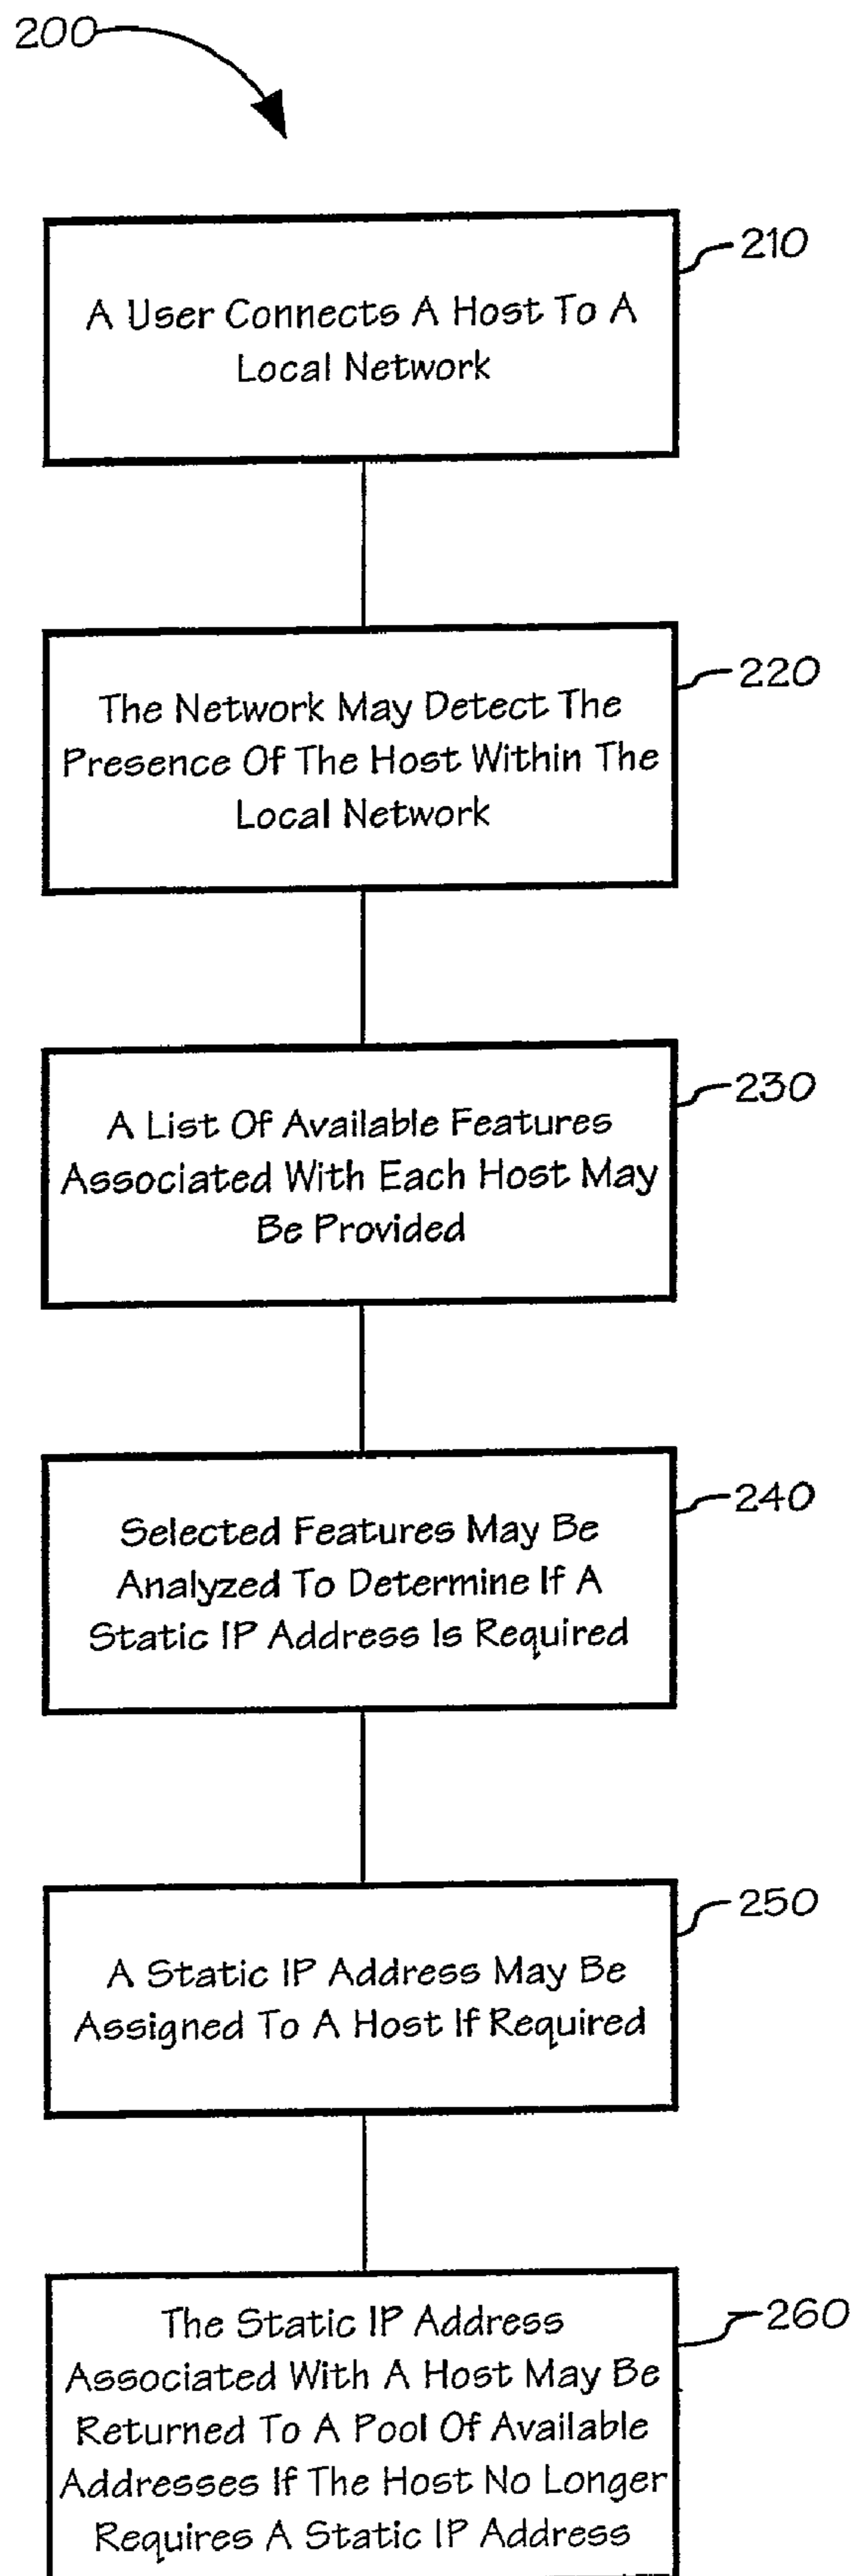 200
A User Connects A Host To A
Local Network
210
The Network May Detect The
Presence Of The Host Within The
Local Network
220
A List Of Available Features
Associated With Each Host May
Be Provided
230
Selected Features May Be
Analyzed To Determine If A
Static IP Address Is Required
240
A Static IP Address May Be
Assigned To A Host If Required
250
The Static IP Address
Associated With A Host May Be
Returned To A Pool Of Available
Addresses If The Host No Longer
Requires A Static IP Address
260